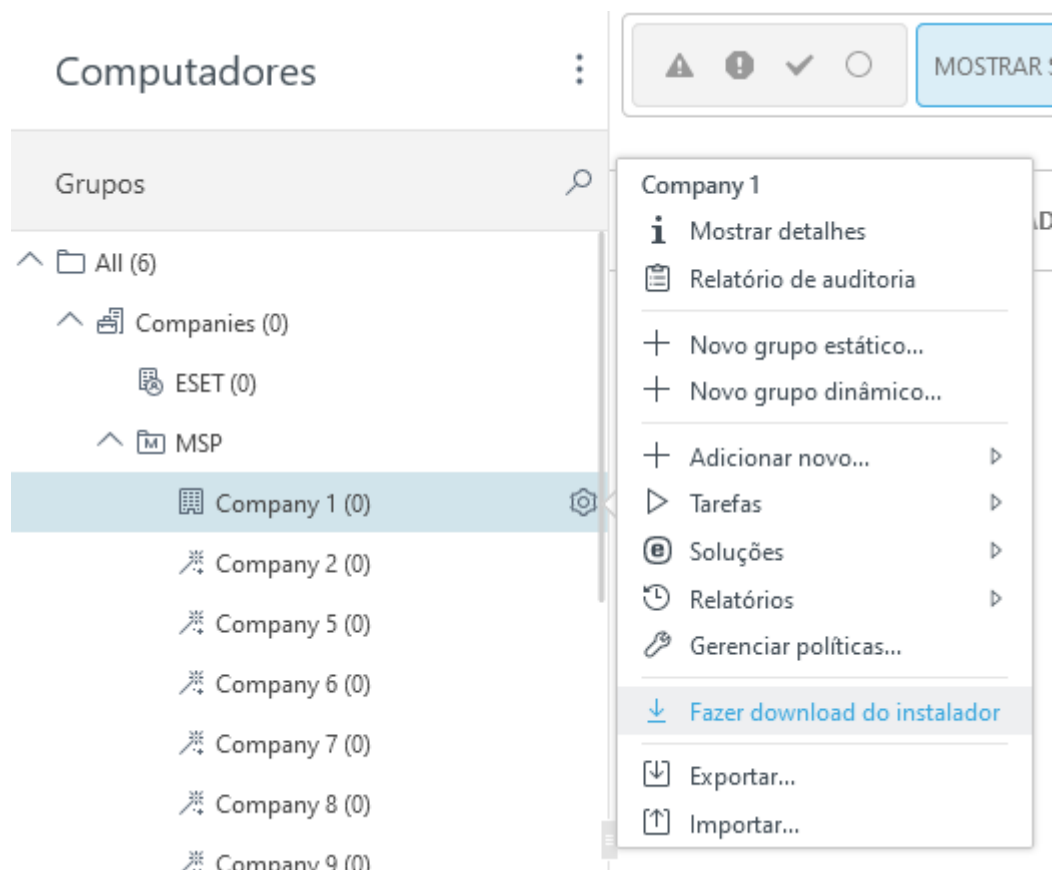 Computadores
MOSTRAR
Grupos
All (6)
Companies (0)
ESET (0)
MSP
Company 1 (0)
Company 2 (0)
Company 5 (0)
Company 6 (0)
Company 7 (0)
Company 8 (0)
Company 9 (0)
Company 1
Mostrar detalhes
Relatório de auditoria
Novo grupo estático...
Novo grupo dinâmico...
Adicionar novo...
Tarefas
Soluções
Relatórios
Gerenciar políticas...
Fazer download do instalador
Exportar...
Importar...